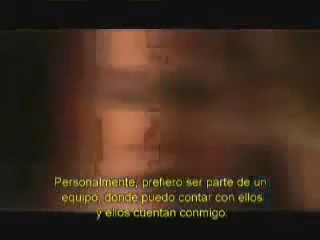 Personalmente, prefiero ser parte de un
equipo, donde puedo contar con ellos
y ellos cuentan conmigo.